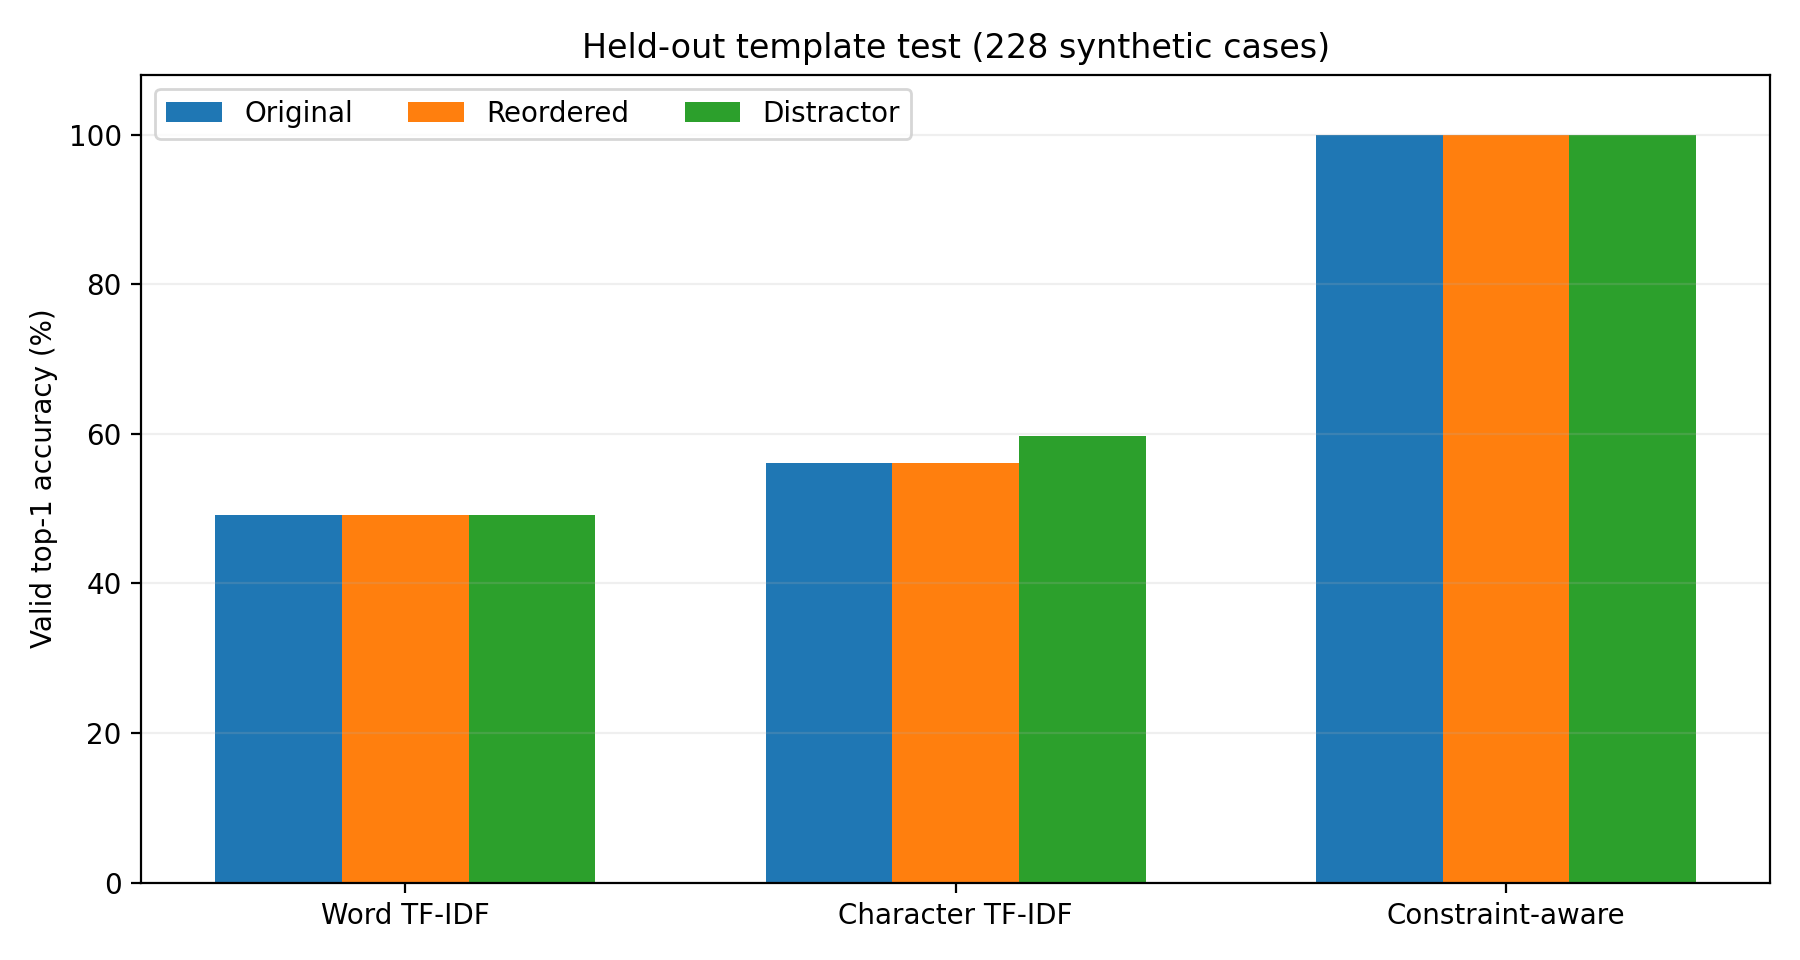 Held-out template test (228 synthetic cases)
Original Reordered Distractor
Valid top-1 accuracy (%)
100
80
60
40
20
0
Word TF-IDF Character TF-IDF Constraint-aware